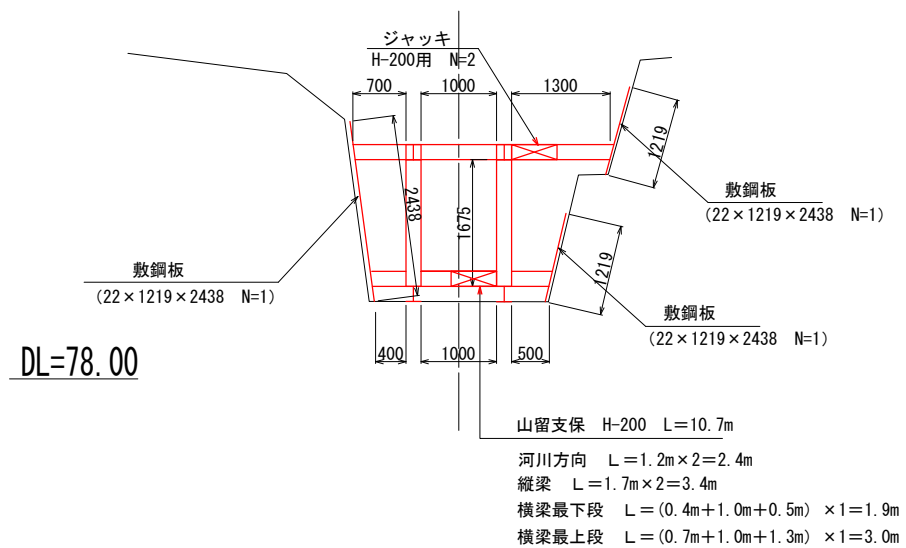 ジャッキ
H-200用 N=2
700
1000
1300
1219
2438
1675
敷鋼板
(22×1219×2438 N=1)
1219
敷鋼板
(22×1219×2438 N=1)
敷鋼板
(22×1219×2438 N=1)
400
1000
500
DL=78.00
山留支保 H-200 L=10.7m
河川方向 L=1.2m×2=2.4m
縦梁 L=1.7m×2=3.4m
横梁最下段 L=(0.4m+1.0m+0.5m) ×1=1.9m
横梁最上段 L=(0.7m+1.0m+1.3m) ×1=3.0m